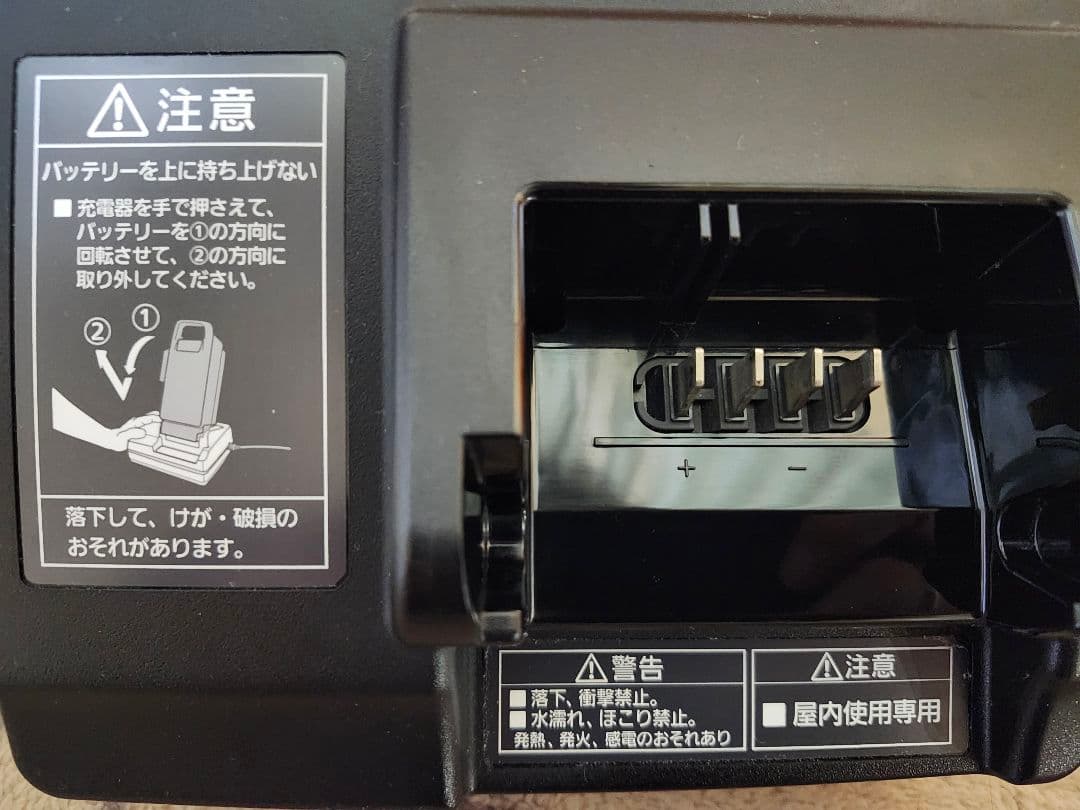 注意
バッテリーを上に持ち上げない
■ 充電器を手で押さえて、
バッテリーを①の方向に
回転させて、②の方向に
取り外してください。
①
②
落下して、けが・破損の
おそれがあります。
+ −
警告
■ 落下、衝撃禁止。
■ 水濡れ、ほこり禁止。
発熱、発火、感電のおそれあり
注意
■ 屋内使用専用